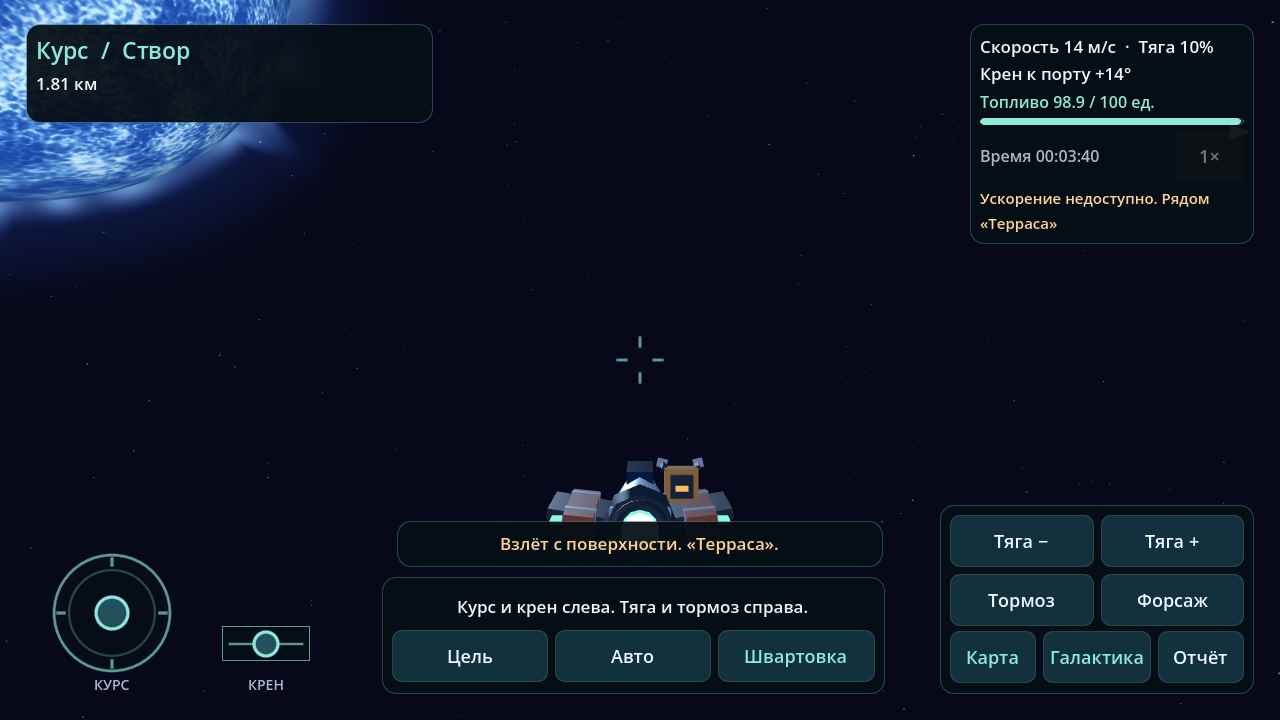 Курс / Створ
1.81 км
Скорость 14 м/с · Тяга 10%
Крен к порту +14°
Топливо 98.9 / 100 ед.
Время 00:03:40
1×
Ускорение недоступно. Рядом
«Терраса»
Взлёт с поверхности. «Терраса».
Курс и крен слева. Тяга и тормоз справа.
Цель
Авто
Швартовка
КУРС
КРЕН
Тяга −
Тяга +
Тормоз
Форсаж
Карта
Галактика
Отчёт